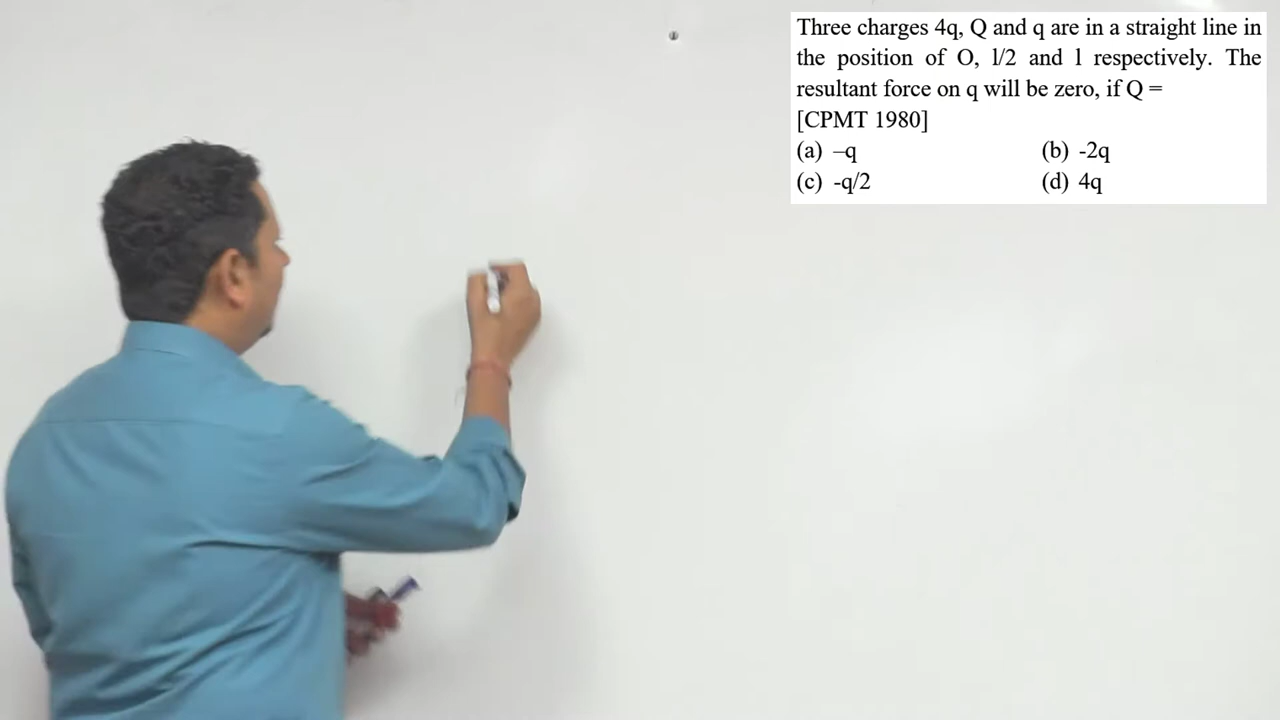 Three charges 4q, Q and q are in a straight line in
the position of O, l/2 and l respectively. The
resultant force on q will be zero, if Q =
[CPMT 1980]
(a) –q (b) -2q
(c) -q/2 (d) 4q